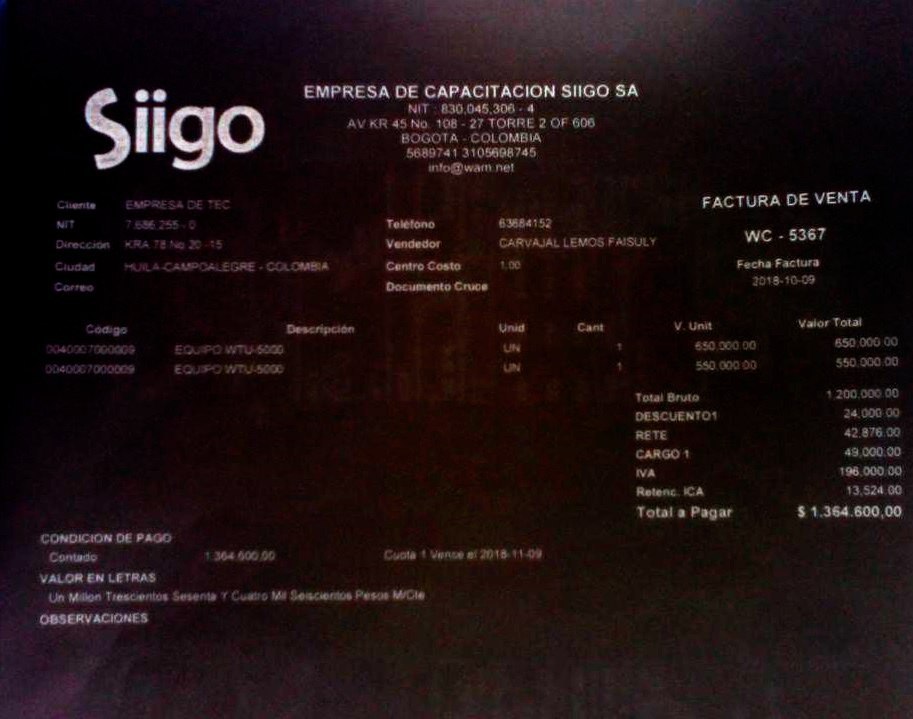 Siigo
EMPRESA DE CAPACITACION SIIGO SA
NIT : 830,045,306 - 4
AV KR 45 No. 108 - 27 TORRE 2 OF 606
BOGOTA - COLOMBIA
5689741 3105698745
info@wam.net
FACTURA DE VENTA
WC - 5367
Fecha Factura
2018-10-09
Cliente EMPRESA DE TEC
NIT 7.686.255 - 0 Teléfono 63684152
Dirección KRA 78 No 20 -15 Vendedor CARVAJAL LEMOS FAISULY
Ciudad HUILA-CAMPOALEGRE - COLOMBIA Centro Costo 1.00
Correo Documento Cruce
Código Descripción Unid Cant V. Unit Valor Total
0040007000009 EQUIPO WTU-5000 UN 1 650.000.00 650.000.00
0040007000009 EQUIPO WTU-5000 UN 1 550.000.00 550.000.00
Total Bruto 1.200.000.00
DESCUENTO1 24,000.00
RETE 42,876.00
CARGO 1 49,000.00
IVA 196,000.00
Retenc. ICA 13,524.00
Total a Pagar $ 1.364.600,00
CONDICION DE PAGO
Contado 1.364.600,00 Cuota 1 Vence el 2018-11-09
VALOR EN LETRAS
Un Millon Trescientos Sesenta Y Cuatro Mil Seiscientos Pesos M/Cte
OBSERVACIONES